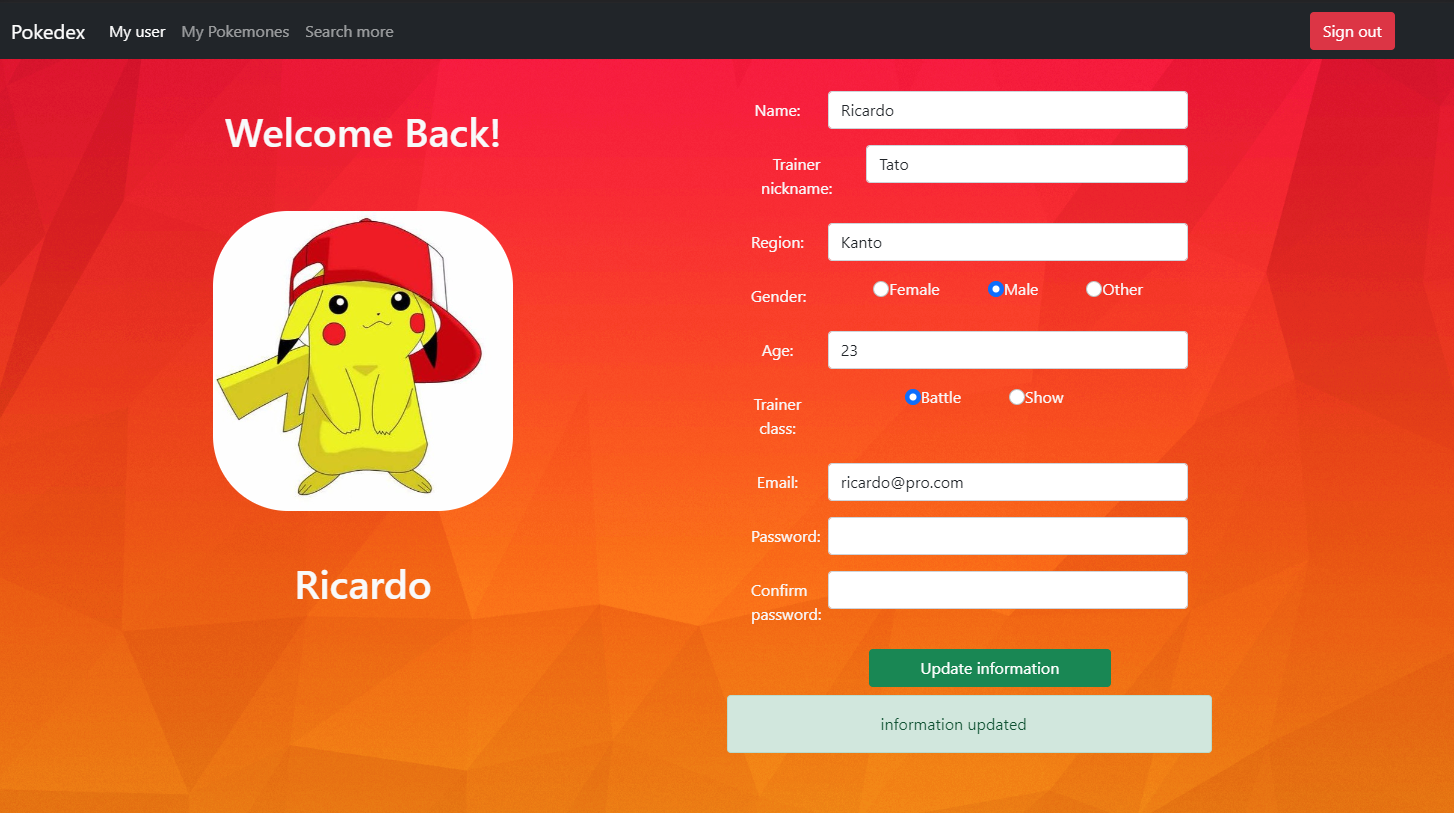 Pokedex My user My Pokemones Search more Sign out
Welcome Back!
Ricardo
Name: Ricardo
Trainer
nickname: Tato
Region: Kanto
Gender: Female Male Other
Age: 23
Trainer
class: Battle Show
Email: ricardo@pro.com
Password:
Confirm
password:
Update information
information updated